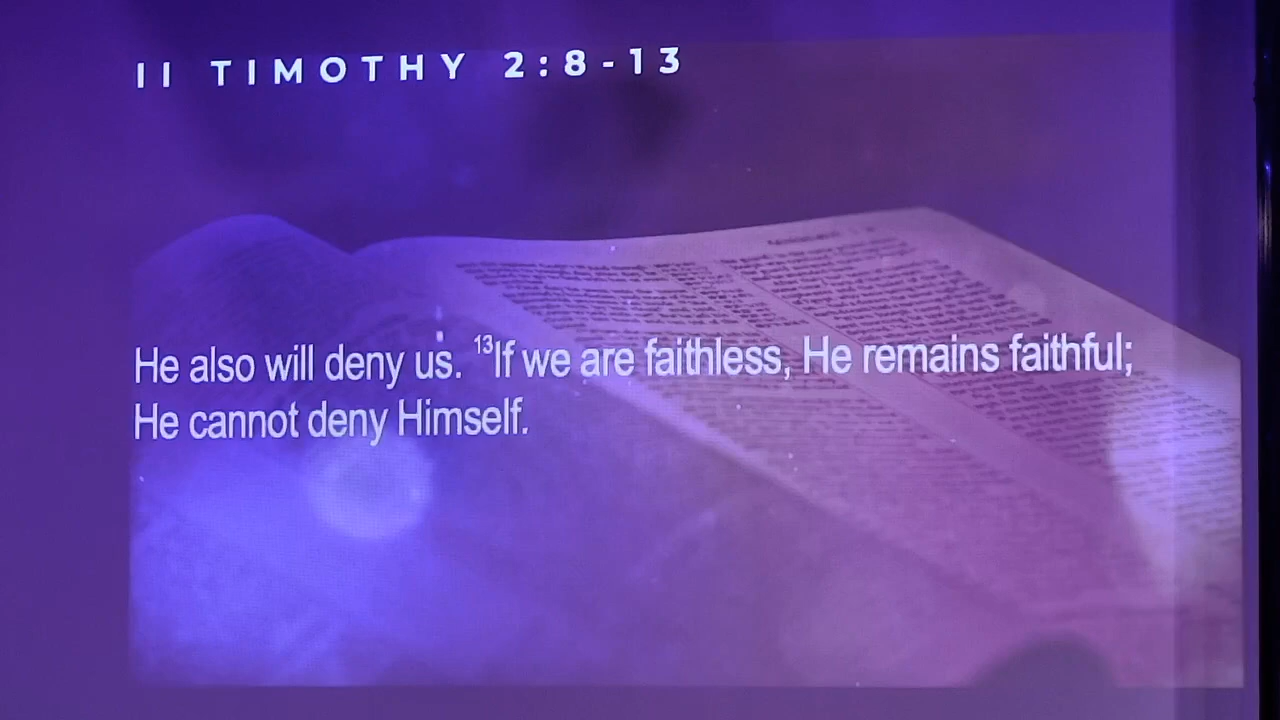 II TIMOTHY 2:8-13
He also will deny us. ¹³If we are faithless, He remains faithful;
He cannot deny Himself.